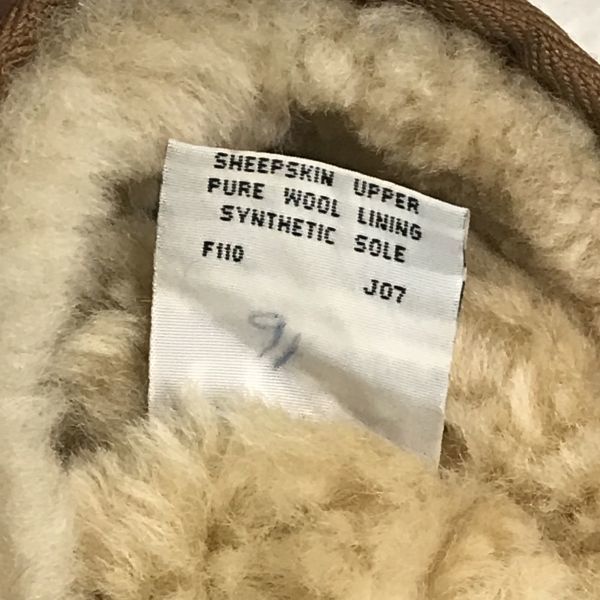 SHEEPSKIN UPPER
PURE WOOL LINING
SYNTHETIC SOLE
F110
J07
91